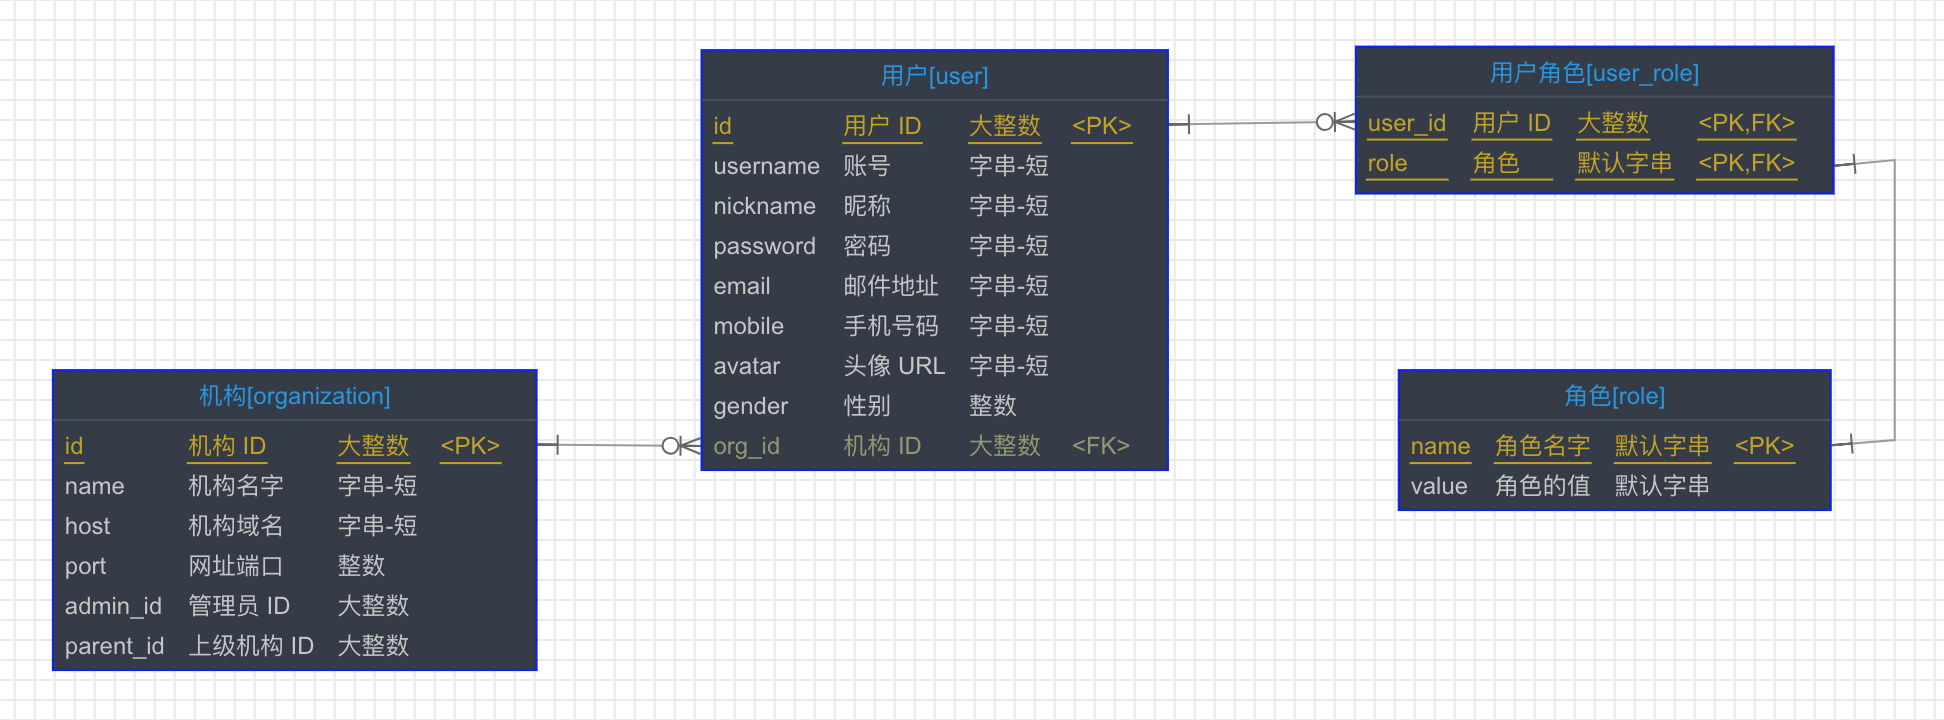 用户[user]
id 用户 ID 大整数 <PK>
username 账号 字串-短
nickname 昵称 字串-短
password 密码 字串-短
email 邮件地址 字串-短
mobile 手机号码 字串-短
avatar 头像 URL 字串-短
gender 性别 整数
org_id 机构 ID 大整数 <FK>
用户角色[user_role]
user_id 用户 ID 大整数 <PK,FK>
role 角色 默认字串 <PK,FK>
机构[organization]
id 机构 ID 大整数 <PK>
name 机构名字 字串-短
host 机构域名 字串-短
port 网址端口 整数
admin_id 管理员 ID 大整数
parent_id 上级机构 ID 大整数
角色[role]
name 角色名字 默认字串 <PK>
value 角色的值 默认字串